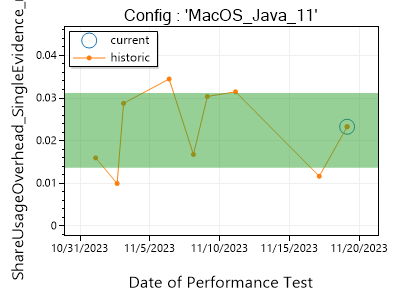 Config : 'MacOS_Java_11'
current
historic
0.04
0.03
0.02
0.01
0
10/31/2023 11/5/2023 11/10/2023 11/15/2023 11/20/2023
Date of Performance Test
ShareUsageOverhead_SingleEvidence_